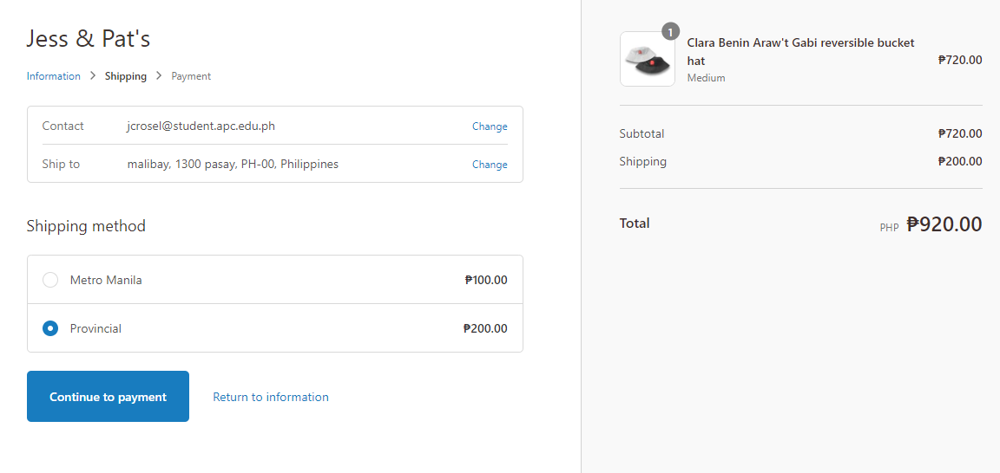 Jess & Pat's
Information > Shipping > Payment
Contact jcrosel@student.apc.edu.ph Change
Ship to malibay, 1300 pasay, PH-00, Philippines Change
Shipping method
Metro Manila ₱100.00
Provincial ₱200.00
Continue to payment Return to information
1
Clara Benin Araw't Gabi reversible bucket
hat ₱720.00
Medium
Subtotal ₱720.00
Shipping ₱200.00
Total PHP ₱920.00